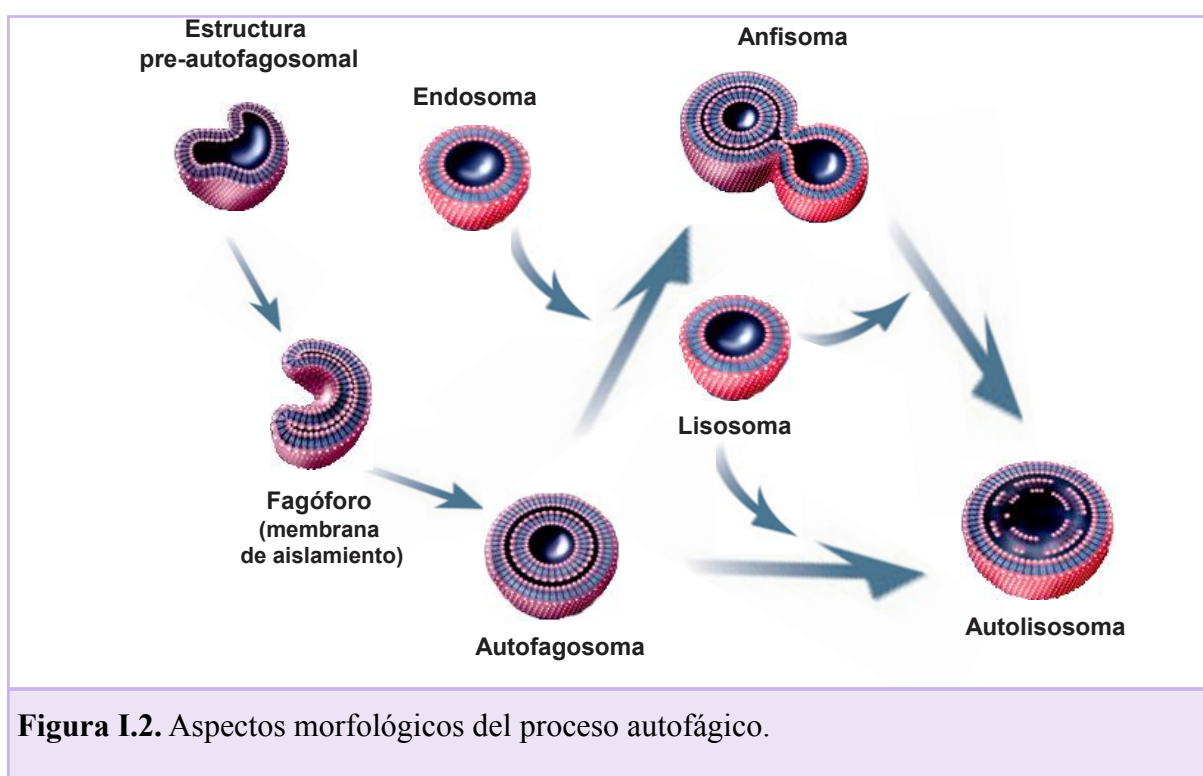 Estructura
pre-autofagosomal
Endosoma
Anfisoma
Lisosoma
Fagóforo
(membrana
de aislamiento)
Autofagosoma
Autolisosoma
Figura I.2. Aspectos morfológicos del proceso autofágico.